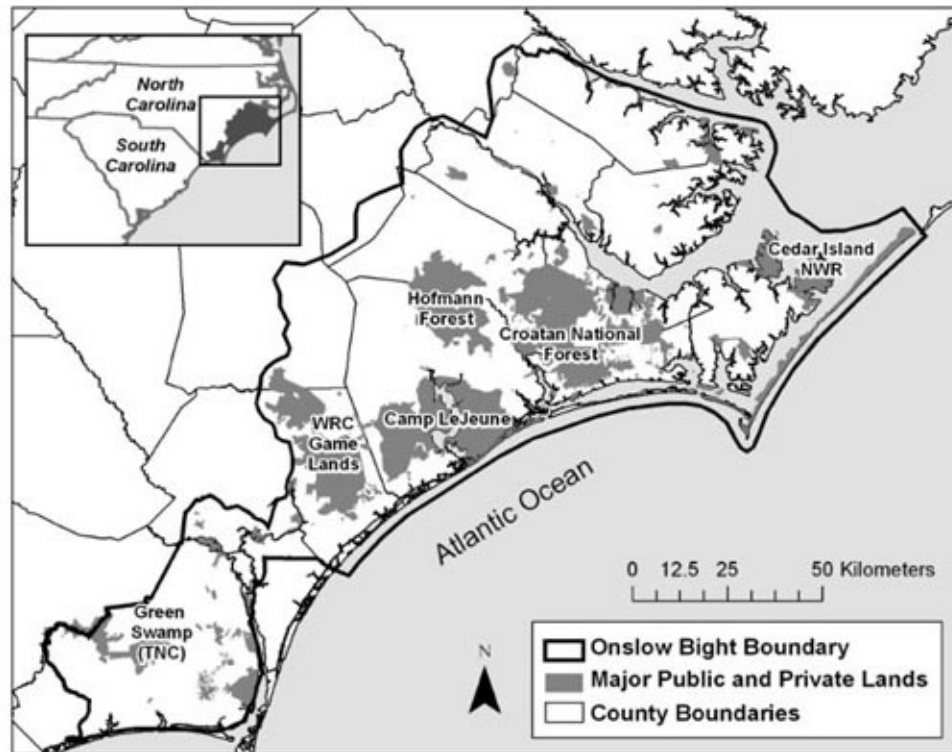 North
Carolina
South
Carolina
Cedar Island
NWR
Hofmann
Forest
Croatan National
Forest
WRC
Game
Lands
Camp LeJeune
Atlantic Ocean
Green
Swamp
(TNC)
0 12.5 25 50 Kilometers
N
Onslow Bight Boundary
Major Public and Private Lands
County Boundaries